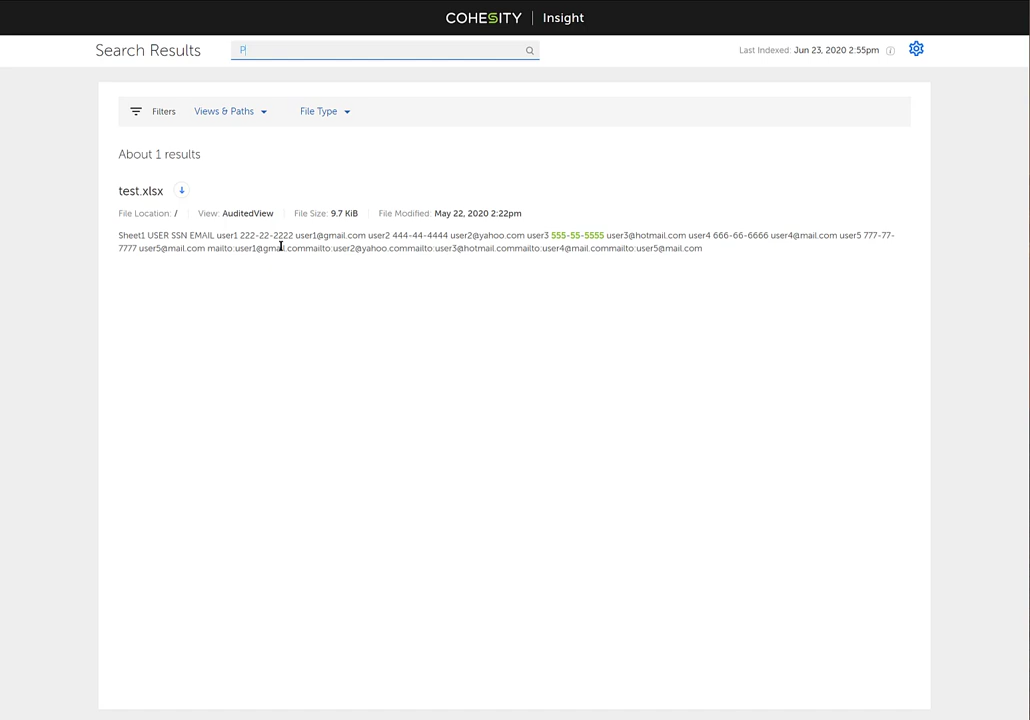 COHESITY | Insight
Search Results
P
Last Indexed: Jun 23, 2020 2:55pm
Filters
Views & Paths
File Type
About 1 results
test.xlsx
File Location: /
View: AuditedView
File Size: 9.7 KiB
File Modified: May 22, 2020 2:22pm
Sheet1 USER SSN EMAIL user1 222-22-2222 user1@gmail.com user2 444-44-4444 user2@yahoo.com user3 555-55-5555 user3@hotmail.com user4 666-66-6666 user4@mail.com user5 777-77-
7777 user5@mail.com mailto:user1@gmail.commailto:user2@yahoo.commailto:user3@hotmail.commailto:user4@mail.commailto:user5@mail.com